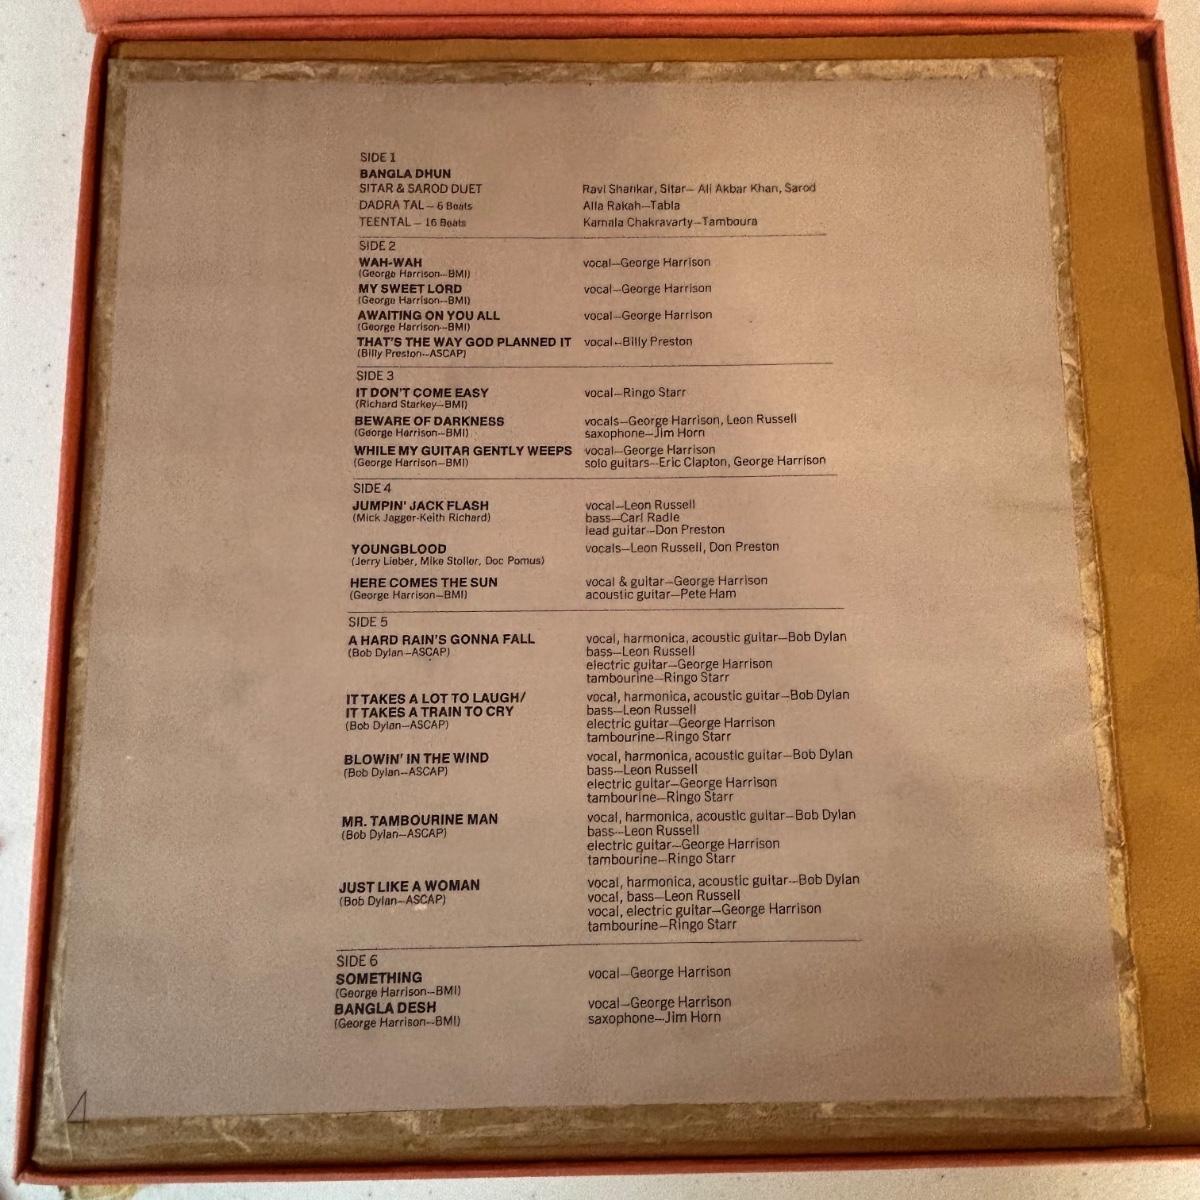 SIDE 1
BANGLA DHUN
SITAR & SAROD DUET Ravi Shankar, Sitar—Ali Akbar Khan, Sarod
DADRA TAL—6 Beats Alla Rakah—Tabla
TEENTAL—16 Beats Kamala Chakravarty—Tamboura
SIDE 2
WAH-WAH vocal—George Harrison
(George Harrison—BMI)
MY SWEET LORD vocal—George Harrison
(George Harrison—BMI)
AWAITING ON YOU ALL vocal—George Harrison
(George Harrison—BMI)
THAT'S THE WAY GOD PLANNED IT vocal—Billy Preston
(Billy Preston—ASCAP)
SIDE 3
IT DON'T COME EASY vocal—Ringo Starr
(Richard Starkey—BMI)
BEWARE OF DARKNESS vocals—George Harrison, Leon Russell
(George Harrison—BMI) saxophone—Jim Horn
WHILE MY GUITAR GENTLY WEEPS vocal—George Harrison
(George Harrison—BMI) solo guitars—Eric Clapton, George Harrison
SIDE 4
JUMPIN' JACK FLASH vocal—Leon Russell
(Mick Jagger-Keith Richard) bass—Carl Radle
lead guitar—Don Preston
YOUNGBLOOD vocals—Leon Russell, Don Preston
(Jerry Lieber, Mike Stoller, Doc Pomus)
HERE COMES THE SUN vocal & guitar—George Harrison
(George Harrison—BMI) acoustic guitar—Pete Ham
SIDE 5
A HARD RAIN'S GONNA FALL vocal, harmonica, acoustic guitar—Bob Dylan
(Bob Dylan—ASCAP) bass—Leon Russell
electric guitar—George Harrison
tambourine—Ringo Starr
IT TAKES A LOT TO LAUGH/ vocal, harmonica, acoustic guitar—Bob Dylan
IT TAKES A TRAIN TO CRY bass—Leon Russell
(Bob Dylan—ASCAP) electric guitar—George Harrison
tambourine—Ringo Starr
BLOWIN' IN THE WIND vocal, harmonica, acoustic guitar—Bob Dylan
(Bob Dylan—ASCAP) bass—Leon Russell
electric guitar—George Harrison
tambourine—Ringo Starr
MR. TAMBOURINE MAN vocal, harmonica, acoustic guitar—Bob Dylan
(Bob Dylan—ASCAP) bass—Leon Russell
electric guitar—George Harrison
tambourine—Ringo Starr
JUST LIKE A WOMAN vocal, harmonica, acoustic guitar—Bob Dylan
(Bob Dylan—ASCAP) vocal, bass—Leon Russell
vocal, electric guitar—George Harrison
tambourine—Ringo Starr
SIDE 6
SOMETHING vocal—George Harrison
(George Harrison—BMI)
BANGLA DESH vocal—George Harrison
(George Harrison—BMI) saxophone—Jim Horn
4